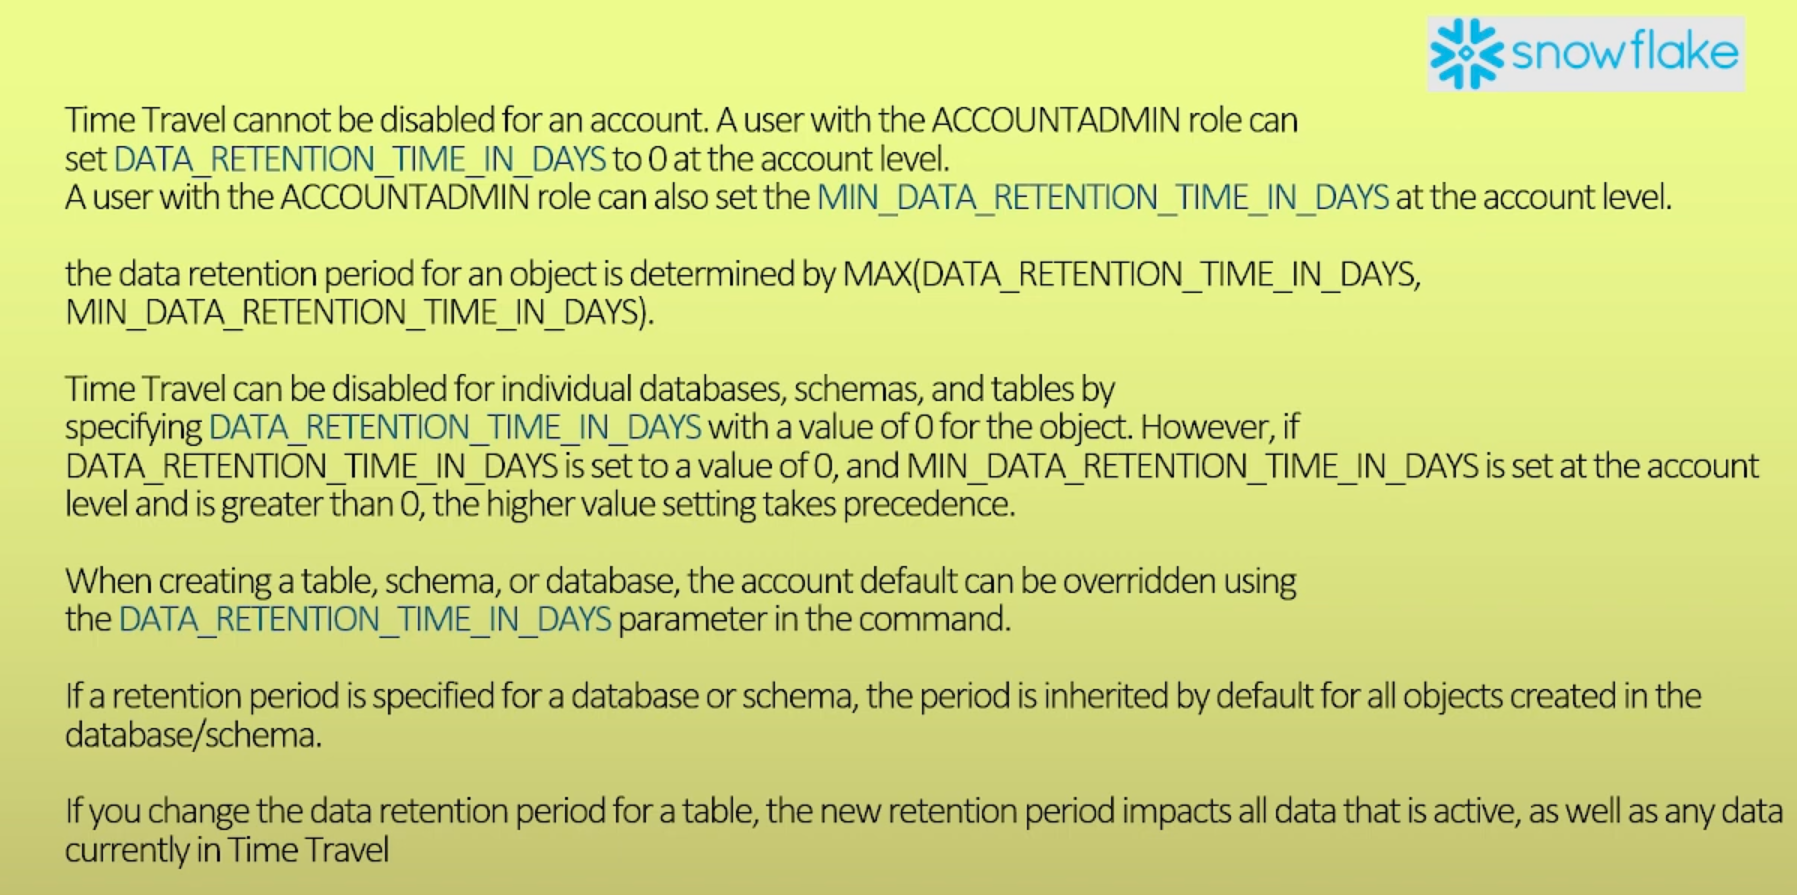 snowflake
Time Travel cannot be disabled for an account. A user with the ACCOUNTADMIN role can
set DATA_RETENTION_TIME_IN_DAYS to 0 at the account level.
A user with the ACCOUNTADMIN role can also set the MIN_DATA_RETENTION_TIME_IN_DAYS at the account level.
the data retention period for an object is determined by MAX(DATA_RETENTION_TIME_IN_DAYS,
MIN_DATA_RETENTION_TIME_IN_DAYS).
Time Travel can be disabled for individual databases, schemas, and tables by
specifying DATA_RETENTION_TIME_IN_DAYS with a value of 0 for the object. However, if
DATA_RETENTION_TIME_IN_DAYS is set to a value of 0, and MIN_DATA_RETENTION_TIME_IN_DAYS is set at the account
level and is greater than 0, the higher value setting takes precedence.
When creating a table, schema, or database, the account default can be overridden using
the DATA_RETENTION_TIME_IN_DAYS parameter in the command.
If a retention period is specified for a database or schema, the period is inherited by default for all objects created in the
database/schema.
If you change the data retention period for a table, the new retention period impacts all data that is active, as well as any data
currently in Time Travel